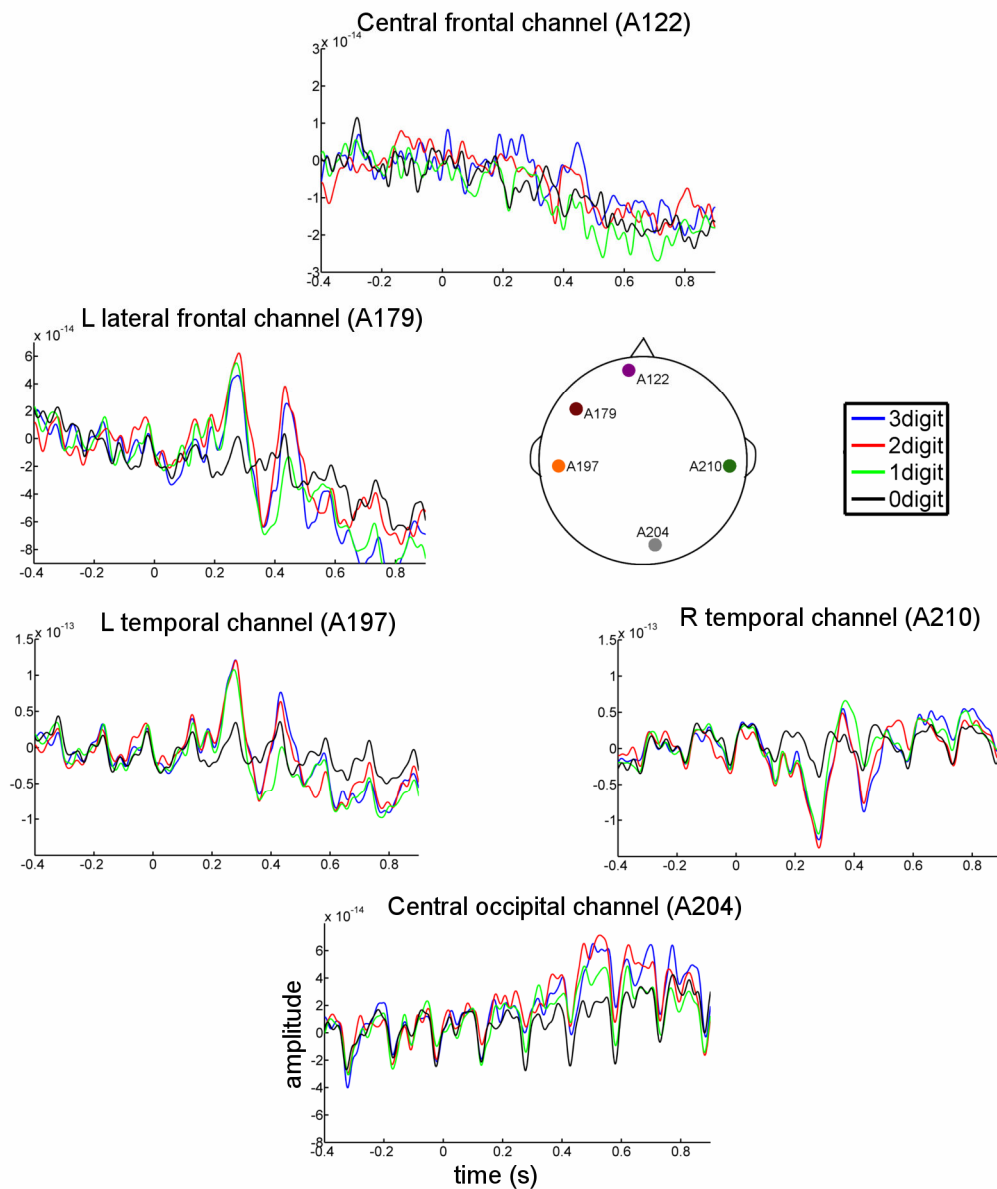 Central frontal channel (A122)
x 10^-14
3
2
1
0
-1
-2
-3
-0.4 -0.2 0 0.2 0.4 0.6 0.8
L lateral frontal channel (A179)
x 10^-14
6
4
2
0
-2
-4
-6
-8
-0.4 -0.2 0 0.2 0.4 0.6 0.8
A122
A179
A197
A210
A204
3digit
2digit
1digit
0digit
L temporal channel (A197)
x 10^-13
1.5
1
0.5
0
-0.5
-1
-0.4 -0.2 0 0.2 0.4 0.6 0.8
R temporal channel (A210)
x 10^-13
1.5
1
0.5
0
-0.5
-1
-0.4 -0.2 0 0.2 0.4 0.6 0.8
Central occipital channel (A204)
x 10^-14
6
4
2
0
-2
-4
-6
-8
-0.4 -0.2 0 0.2 0.4 0.6 0.8
amplitude
time (s)